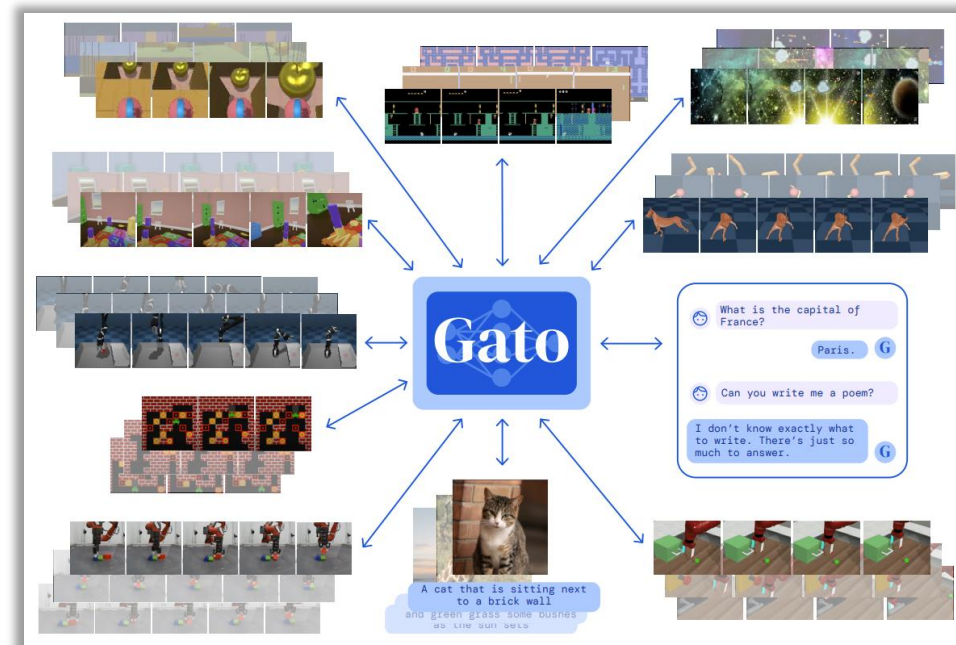 Gato
What is the capital of
France?
Paris.
G
Can you write me a poem?
I don't know exactly what
to write. There's just so
much to answer.
G
A cat that is sitting next
to a brick wall
and green grass some bushes
as the sun sets